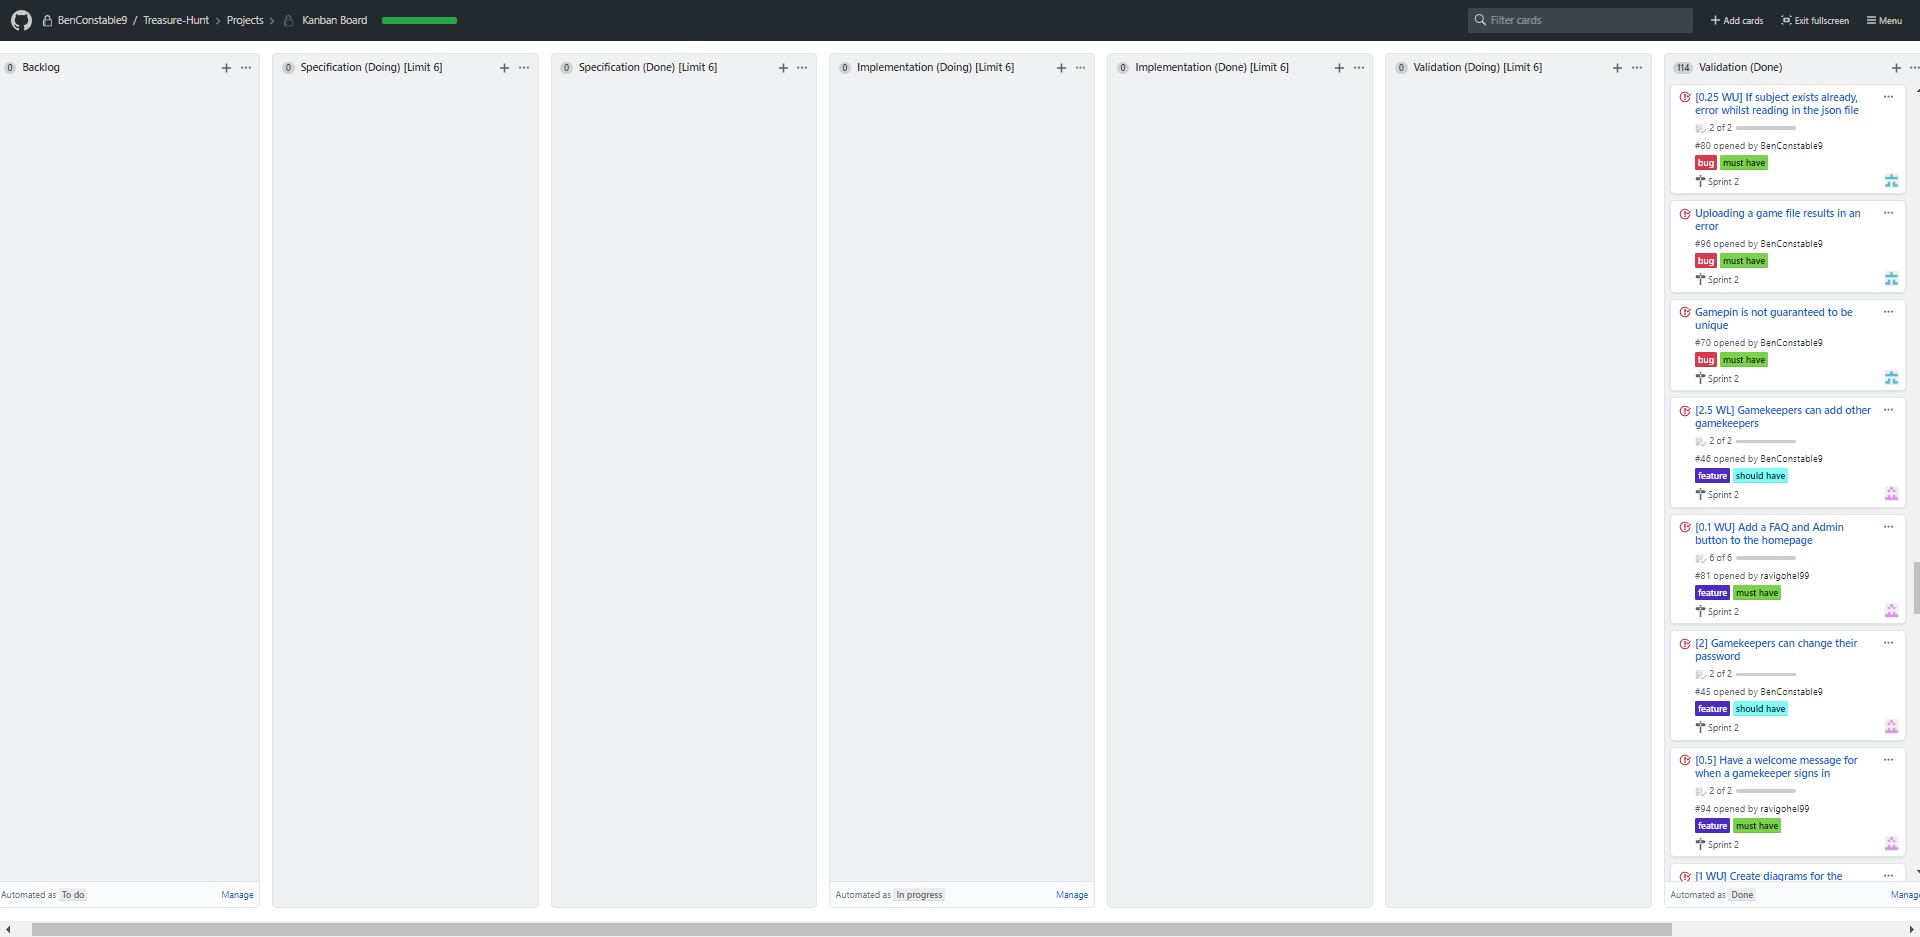 BenConstable9 / Treasure-Hunt Projects Kanban Board
Filter cards
Add cards
Exit fullscreen
Menu
0 Backlog
Automated as To do
Manage
0 Specification (Doing) [Limit 6]
0 Specification (Done) [Limit 6]
0 Implementation (Doing) [Limit 6]
Automated as In progress
Manage
0 Implementation (Done) [Limit 6]
0 Validation (Doing) [Limit 6]
114 Validation (Done)
[0.25 WU] If subject exists already,
error whilst reading in the json file
2 of 2
#80 opened by BenConstable9
bug must have
Sprint 2
Uploading a game file results in an
error
#96 opened by BenConstable9
bug must have
Sprint 2
Gamepin is not guaranteed to be
unique
#70 opened by BenConstable9
bug must have
Sprint 2
[2.5 WL] Gamekeepers can add other
gamekeepers
2 of 2
#46 opened by BenConstable9
feature should have
Sprint 2
[0.1 WU] Add a FAQ and Admin
button to the homepage
6 of 6
#81 opened by ravigohel99
feature must have
Sprint 2
[2] Gamekeepers can change their
password
2 of 2
#45 opened by BenConstable9
feature should have
Sprint 2
[0.5] Have a welcome message for
when a gamekeeper signs in
2 of 2
#94 opened by ravigohel99
feature must have
Sprint 2
[1 WU] Create diagrams for the
Automated as Done
Manage